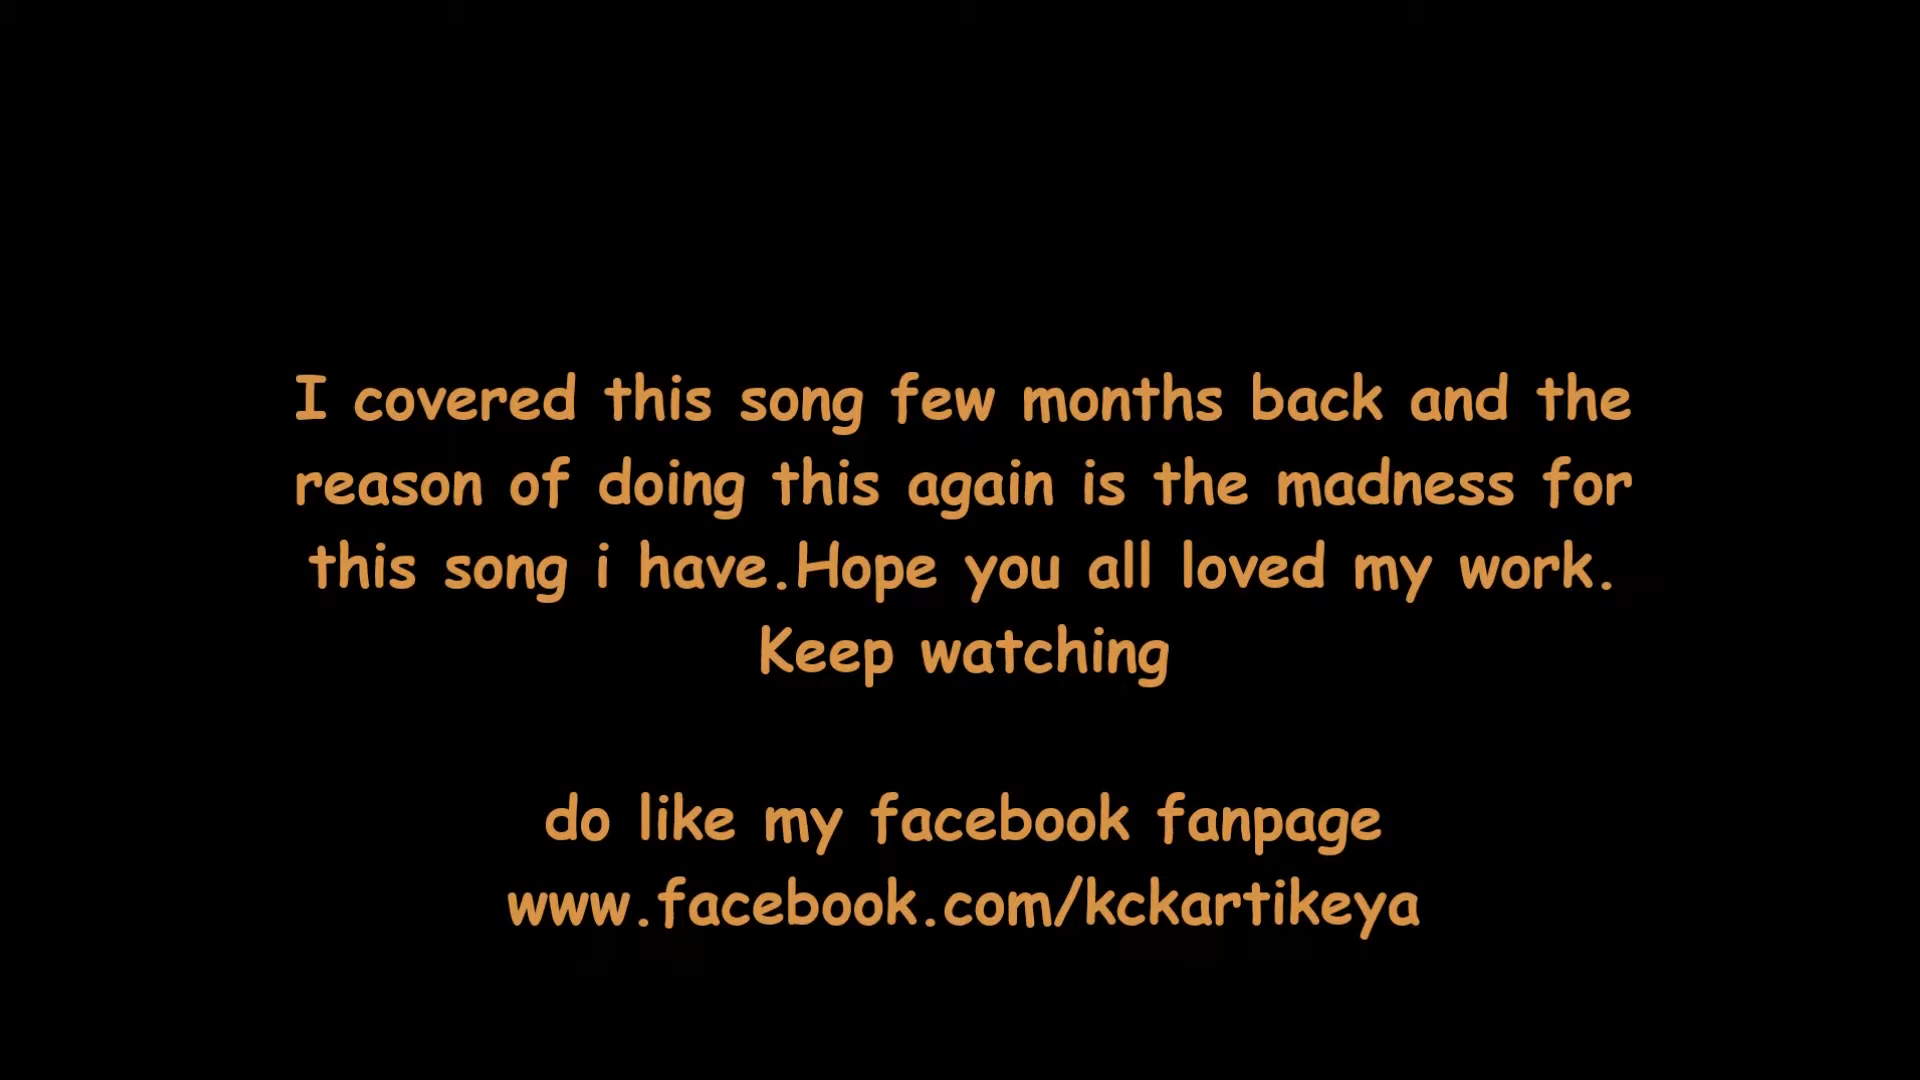 I covered this song few months back and the
reason of doing this again is the madness for
this song i have.Hope you all loved my work.
Keep watching
do like my facebook fanpage
www.facebook.com/kckartikeya